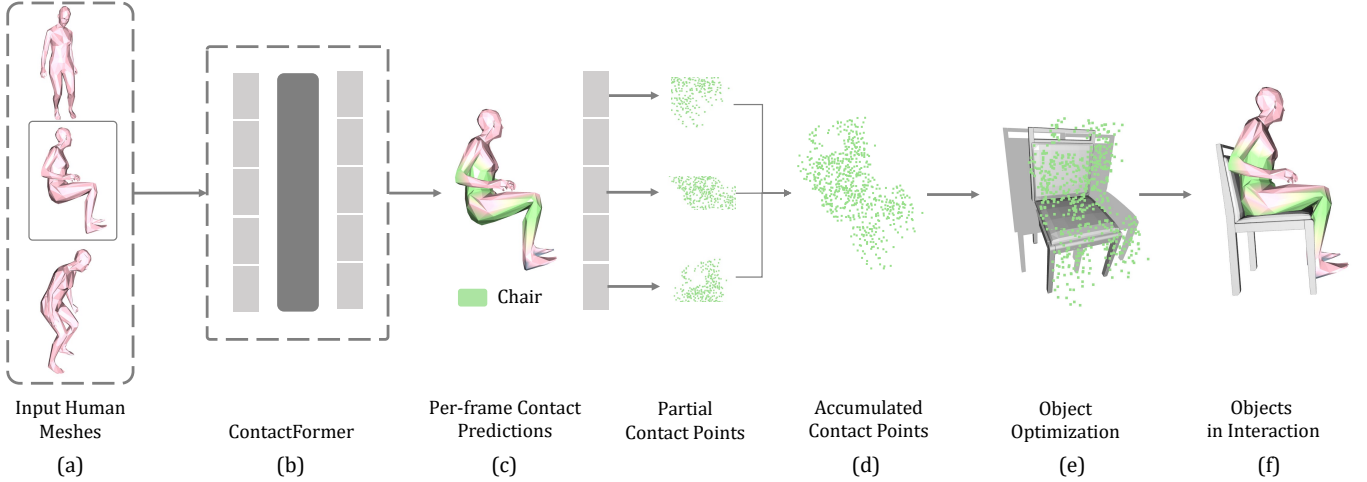 Chair
Input Human
Meshes
(a)
ContactFormer
(b)
Per-frame Contact
Predictions
(c)
Partial
Contact Points
Accumulated
Contact Points
(d)
Object
Optimization
(e)
Objects
in Interaction
(f)